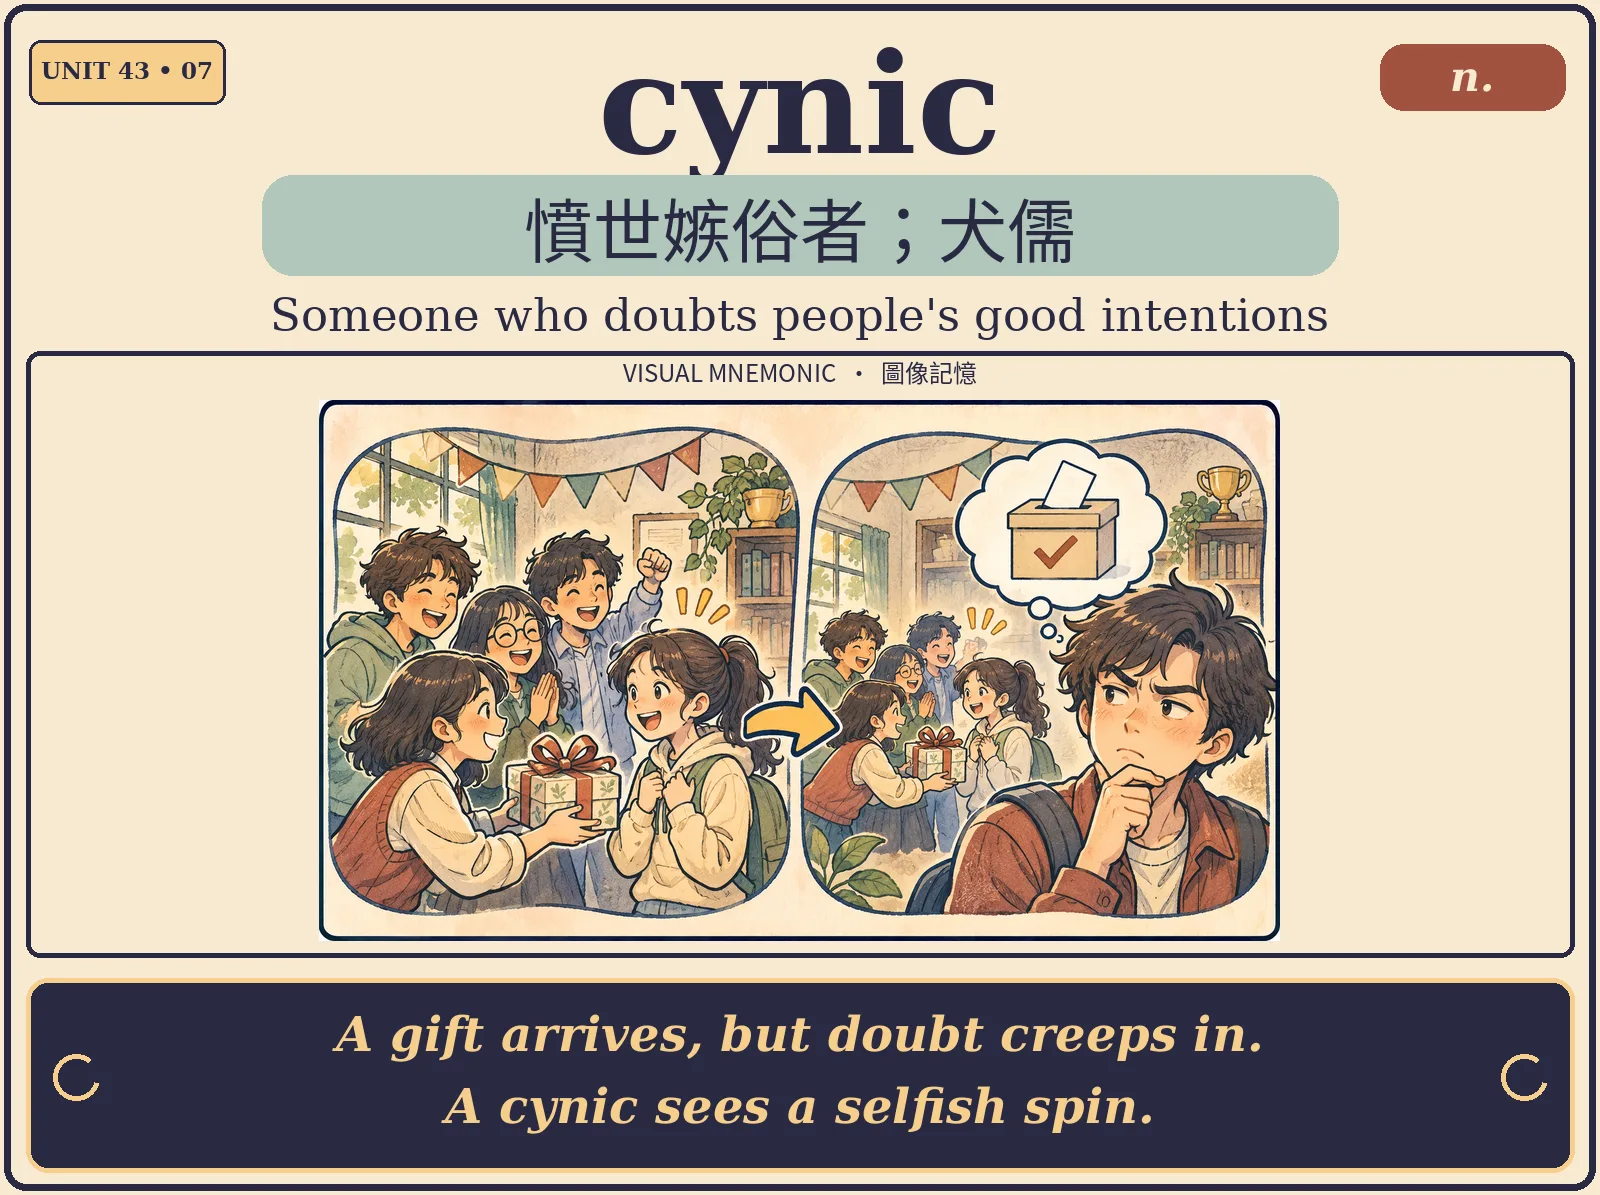 UNIT 43 • 07
cynic
n.
憤世嫉俗者；犬儒
Someone who doubts people's good intentions
VISUAL MNEMONIC • 圖像記憶
A gift arrives, but doubt creeps in.
A cynic sees a selfish spin.